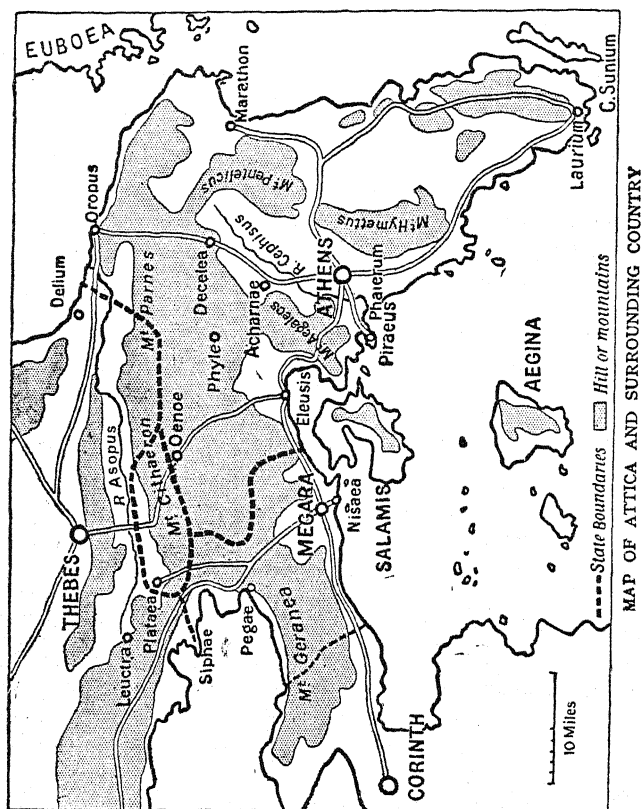 EUBOEA
Marathon
Oropus
Delium
Mt. Parnes
Mt. Pentelicus
R. Cephisus
Decelea
Acharnae
Phyle
ATHENS
Mt. Hymettus
Mt. Aegaleos
Phalerum
Piraeus
Laurium
C. Sunium
R Asopus
Mt. Cithaeron
Oenoe
Eleusis
THEBES
Plataea
Leuctra
Siphae
Pegae
MEGARA
Nisaea
SALAMIS
AEGINA
Mt. Geranea
CORINTH
10 Miles
State Boundaries
Hill or mountains
MAP OF ATTICA AND SURROUNDING COUNTRY